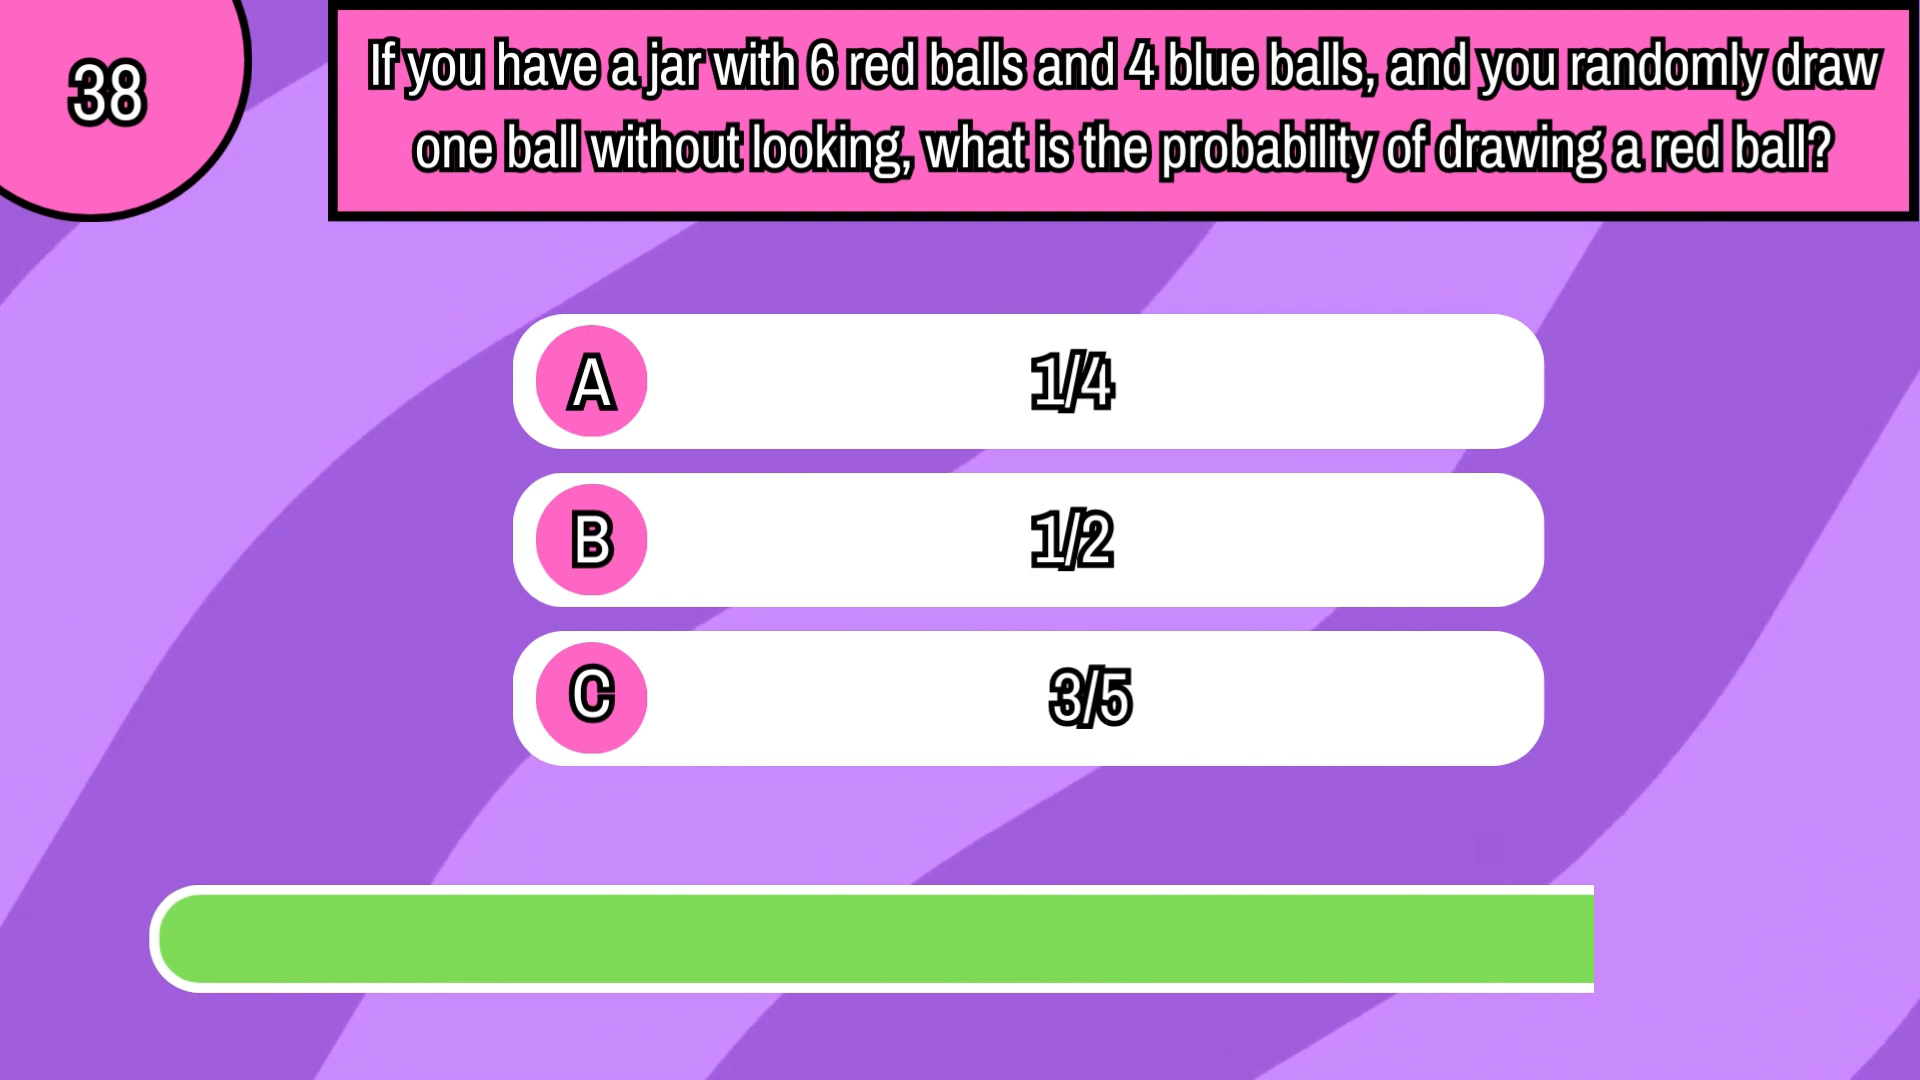 38
If you have a jar with 6 red balls and 4 blue balls, and you randomly draw
one ball without looking, what is the probability of drawing a red ball?
A 1/4
B 1/2
C 3/5